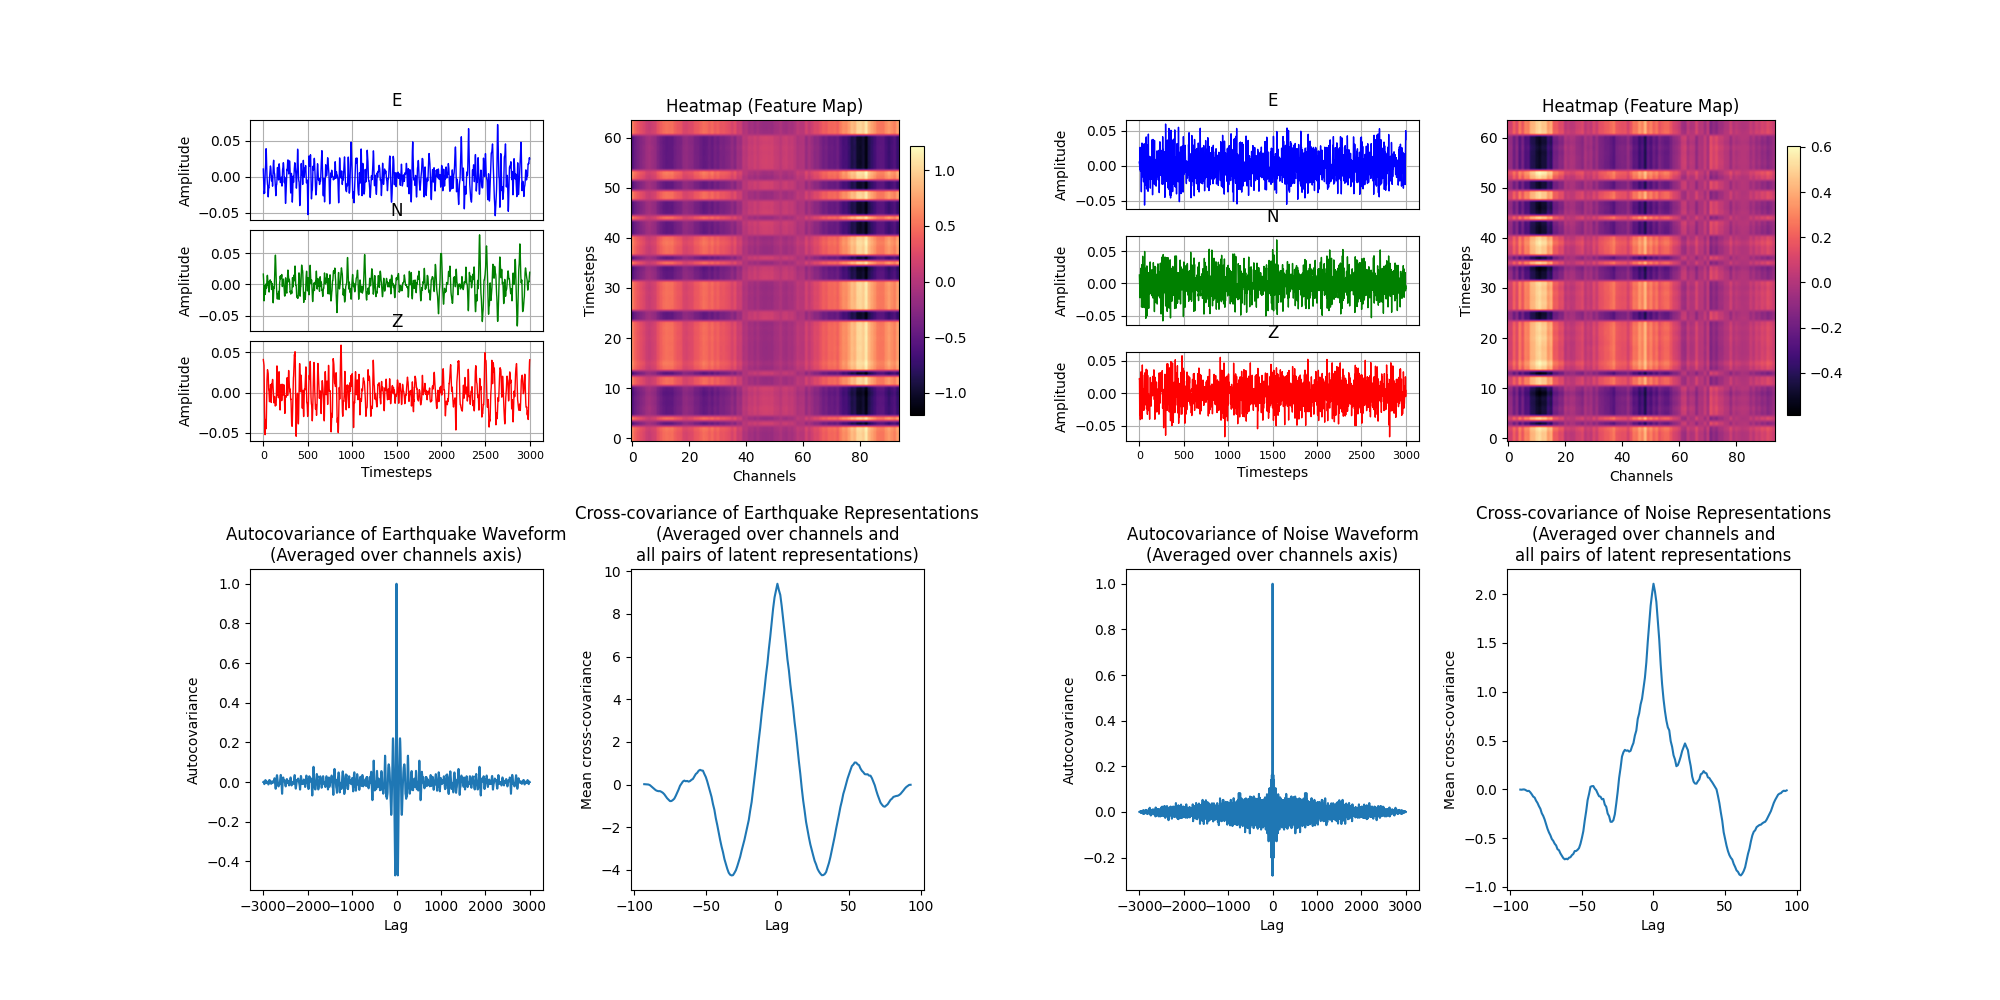 E
Amplitude
0.05
0.00
−0.05
N
Amplitude
0.05
0.00
−0.05
Z
Amplitude
0.05
0.00
−0.05
0 500 1000 1500 2000 2500 3000
Timesteps
Heatmap (Feature Map)
Timesteps
60
50
40
30
20
10
0
0 20 40 60 80
Channels
1.0
0.5
0.0
−0.5
−1.0
E
Amplitude
0.05
0.00
−0.05
N
Amplitude
0.05
0.00
−0.05
Z
Amplitude
0.05
0.00
−0.05
0 500 1000 1500 2000 2500 3000
Timesteps
Heatmap (Feature Map)
Timesteps
60
50
40
30
20
10
0
0 20 40 60 80
Channels
0.6
0.4
0.2
0.0
−0.2
−0.4
Autocovariance of Earthquake Waveform
(Averaged over channels axis)
Autocovariance
1.0
0.8
0.6
0.4
0.2
0.0
−0.2
−0.4
−3000 −2000 −1000 0 1000 2000 3000
Lag
Cross-covariance of Earthquake Representations
(Averaged over channels and
all pairs of latent representations)
Mean cross-covariance
10
8
6
4
2
0
−2
−4
−100 −50 0 50 100
Lag
Autocovariance of Noise Waveform
(Averaged over channels axis)
Autocovariance
1.0
0.8
0.6
0.4
0.2
0.0
−0.2
−3000 −2000 −1000 0 1000 2000 3000
Lag
Cross-covariance of Noise Representations
(Averaged over channels and
all pairs of latent representations
Mean cross-covariance
2.0
1.5
1.0
0.5
0.0
−0.5
−1.0
−100 −50 0 50 100
Lag